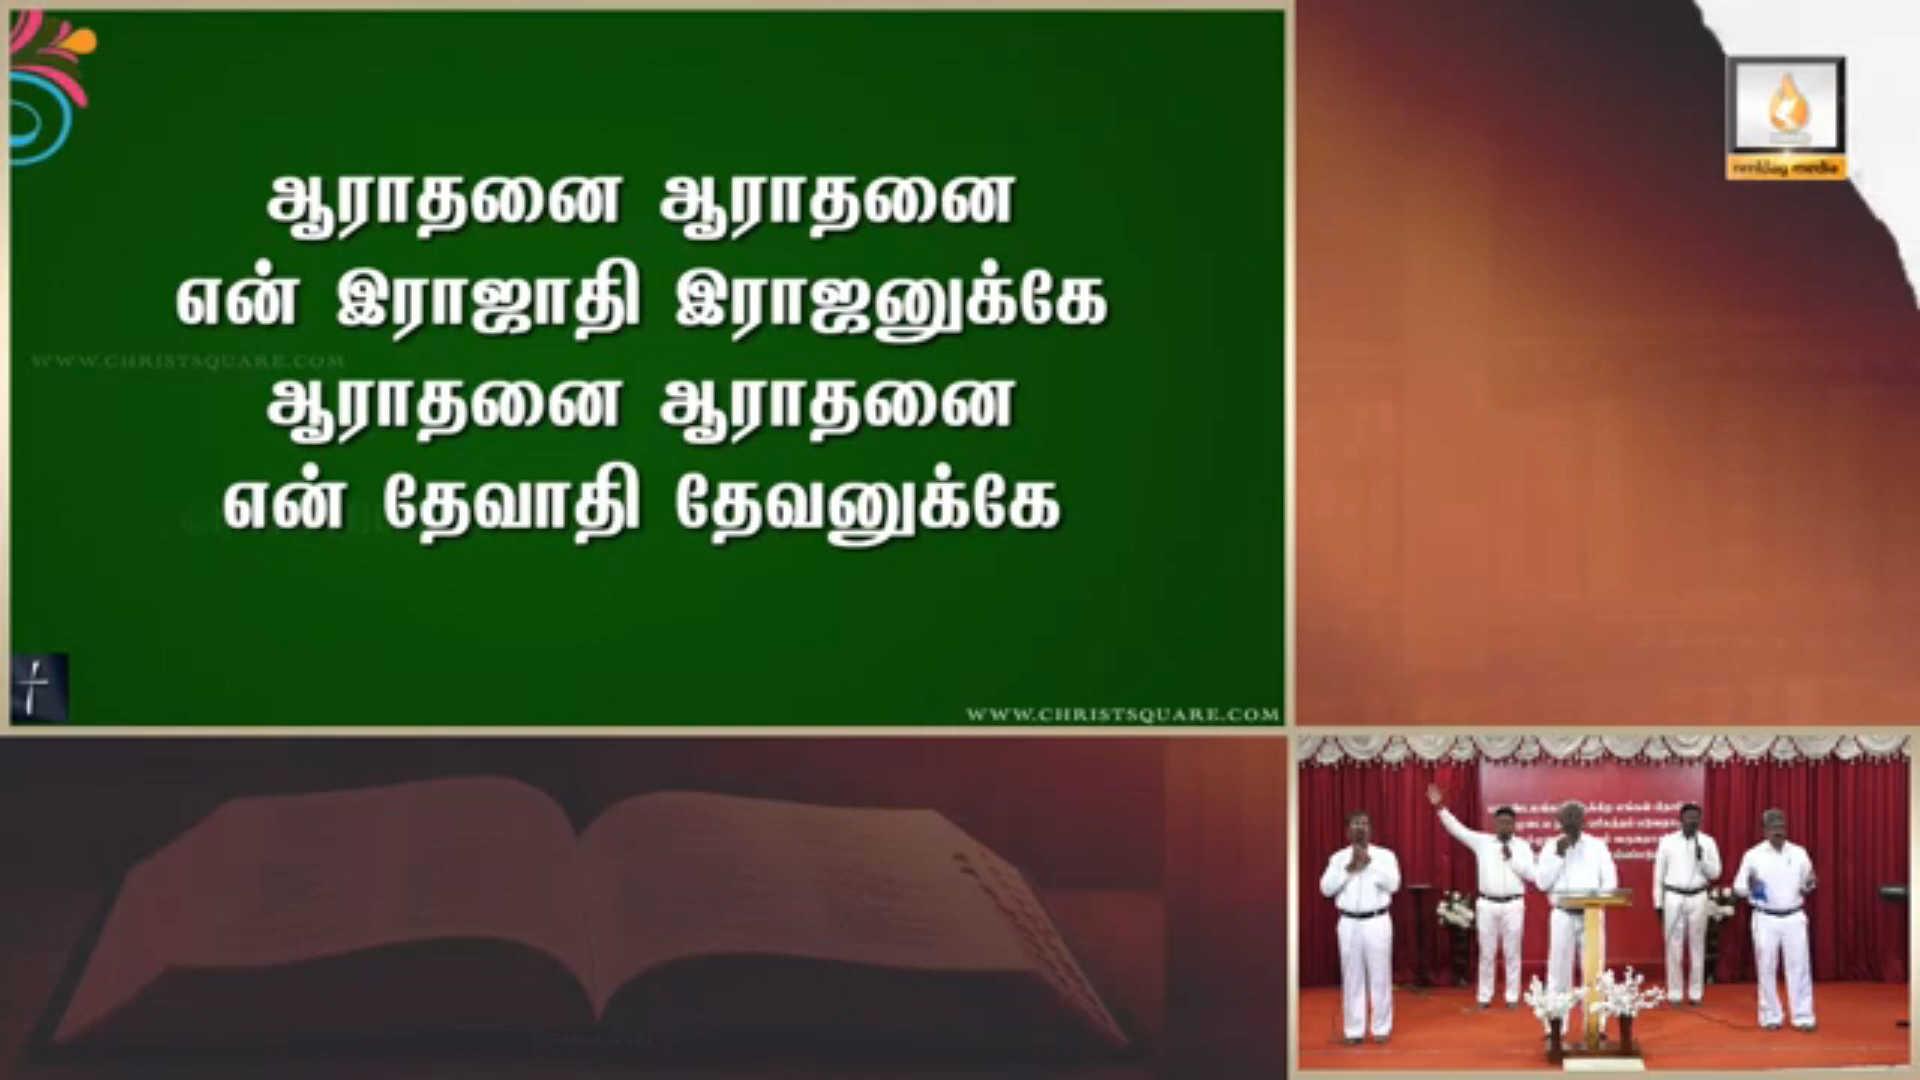 ஆராதனை ஆராதனை
என் இராஜாதி இராஜனுக்கே
WWW.CHRISTSQUARE.COM
ஆராதனை ஆராதனை
என் தேவாதி தேவனுக்கே
WWW.CHRISTSQUARE.COM
media